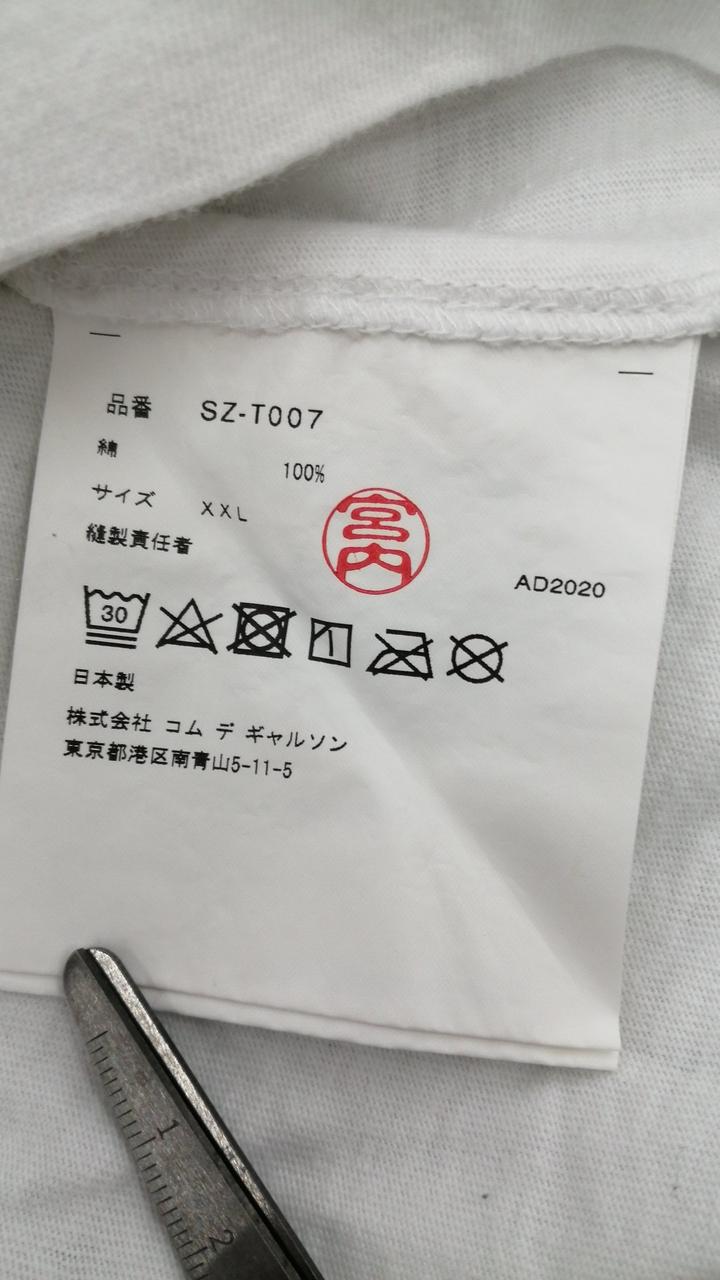 品番 SZ-T007
綿 100%
サイズ XXL
縫製責任者
宮内
AD2020
30
日本製
株式会社 コム デ ギャルソン
東京都港区南青山5-11-5
1
2